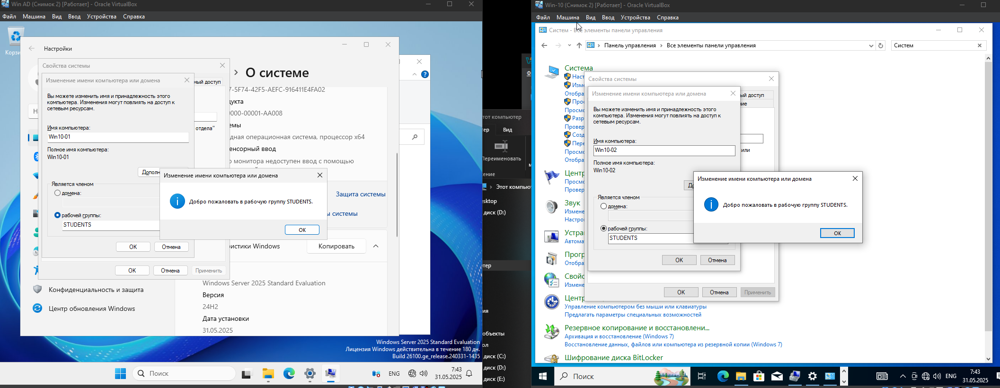 Win AD (Снимок 2) [Работает] - Oracle VirtualBox
Файл Машина Вид Ввод Устройства Справка
Настройки
Свойства системы
Изменение имени компьютера или домена
ный доступ
О системе
Вы можете изменить имя и принадлежность этого
компьютера. Изменения могут повлиять на доступ к
сетевым ресурсам.
7-5F74-42F5-AEFC-916411E4FA02
дукта
0000-00001-AA008
Имя компьютера:
отдела"
Win10-01
дная операционная система, процессор x64
Полное имя компьютера:
Win10-01
енсорный ввод
о монитора недоступен ввод с помощью
Дополн
Изменение имени компьютера или домена
Является членом
домена:
Защита системы
Добро пожаловать в рабочую группу STUDENTS.
рабочей группы:
ы системы
STUDENTS
OK
OK Отмена
ристики Windows
Копировать
OK Отмена Применить
Windows Server 2025 Standard Evaluation
Конфиденциальность и защита
Версия
24H2
Центр обновления Windows
Дата установки
31.05.2025
Windows Server 2025 Standard Evaluation
Лицензия Windows действительна в течение 180 дн.
Build 26100.ge_release.240331-1435
Поиск
ENG
7:43
31.05.2025
тот компьютер
Вид
Переименовать
Этот компьют
esktop
диск (D:)
тер
объекты
диск (C:)
диск (D:)
диск (E:)
Win-10 (Снимок 2) [Работает] - Oracle VirtualBox
Файл Машина Вид Ввод Устройства Справка
Систем - Все элементы панели управления
Панель управления Все элементы панели управления
Систем
Система
Наст
Изме
Отобра
Про
Просм
Разр
Провер
Созд
Пере
Просмо
Отобра
Свойства системы
Изменение имени компьютера или домена
ый доступ
ние
Вы можете изменить имя и принадлежность этого
компьютера. Изменения могут повлиять на доступ к
сетевым ресурсам.
Имя компьютера:
Win10-02
или
Полное имя компьютера:
Win10-02
Центр
Просмо
Провер
Изменение имени компьютера или домена
Является членом
домена:
Добро пожаловать в рабочую группу STUDENTS.
Звук
Измене
Настро
рабочей группы:
STUDENTS
OK
Устра
Автома
Прогр
Отобра
OK Отмена
Свойс
Измене
OK Отмена Применить
Центр
Управление компьютером без мыши или клавиатуры
Предлагать параметры специальных возможностей
Резервное копирование и восстановлени...
Архивация и восстановление (Windows 7)
Восстановление данных, файлов или компьютера из резервной копии (Windows 7)
Шифрование диска BitLocker
Поиск
ENG
7:43
31.05.2025